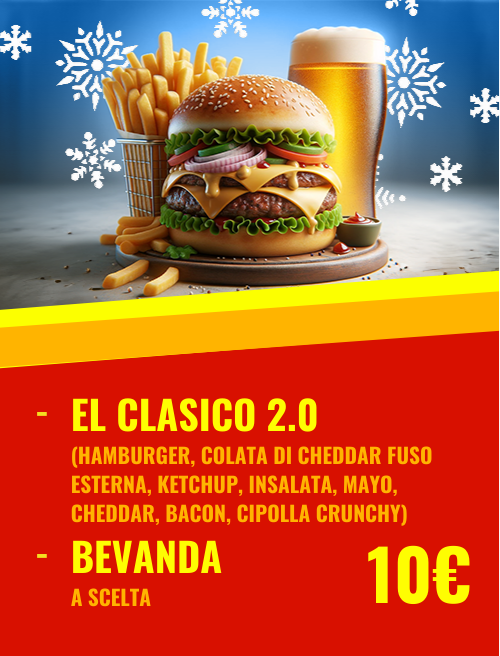 - EL CLASICO 2.0
(HAMBURGER, COLATA DI CHEDDAR FUSO
ESTERNA, KETCHUP, INSALATA, MAYO,
CHEDDAR, BACON, CIPOLLA CRUNCHY)
- BEVANDA
A SCELTA
10€